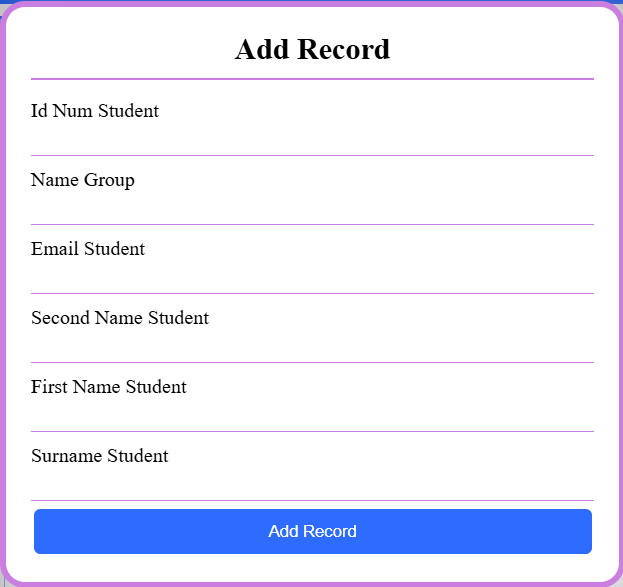 Add Record
Id Num Student
Name Group
Email Student
Second Name Student
First Name Student
Surname Student
Add Record